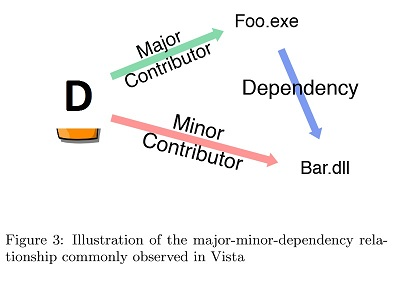 Foo.exe
Major
Contributor
D
Dependency
Minor
Contributor
Bar.dll
Figure 3: Illustration of the major-minor-dependency rela-
tionship commonly observed in Vista